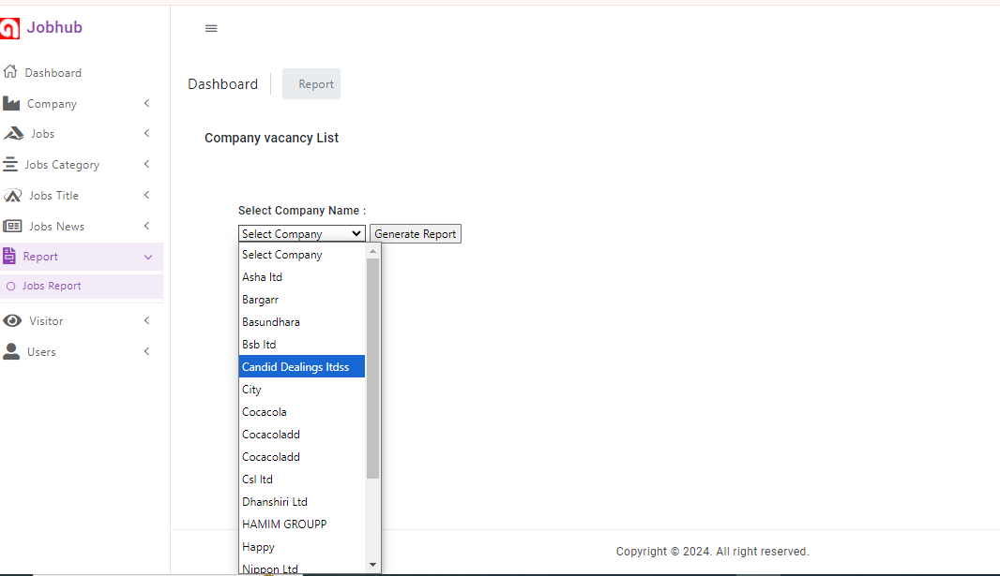 Jobhub
Dashboard
Company
Jobs
Jobs Category
Jobs Title
Jobs News
Report
Jobs Report
Visitor
Users
Dashboard
Report
Company vacancy List
Select Company Name :
Select Company
Generate Report
Select Company
Asha ltd
Bargarr
Basundhara
Bsb ltd
Candid Dealings ltdss
City
Cocacola
Cocacoladd
Cocacoladd
Csl ltd
Dhanshiri Ltd
HAMIM GROUPP
Happy
Nippon Ltd
Copyright © 2024. All right reserved.